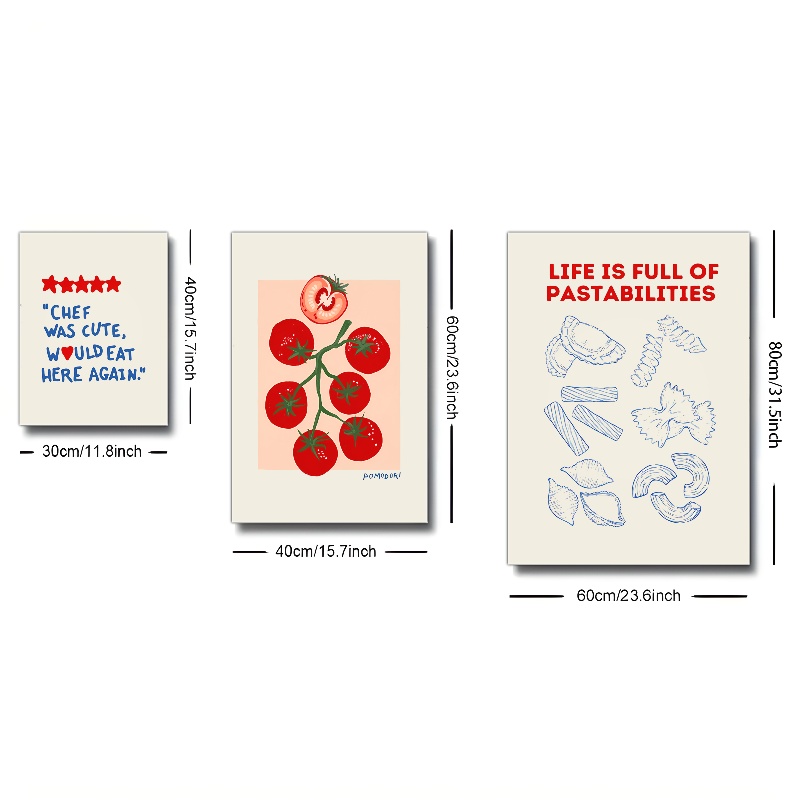 "CHEF
WAS CUTE,
W♥ULD EAT
HERE AGAIN."
40cm/15.7inch
30cm/11.8inch
POMODORI
60cm/23.6inch
40cm/15.7inch
LIFE IS FULL OF
PASTABILITIES
80cm/31.5inch
60cm/23.6inch